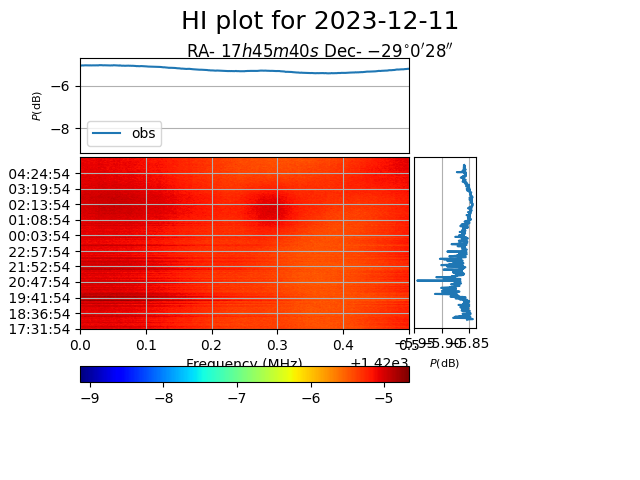 HI plot for 2023-12-11
RA- 17h45m40s Dec- −29°0′28″
P(dB)
−6
−8
obs
04:24:54
03:19:54
02:13:54
01:08:54
00:03:54
22:57:54
21:52:54
20:47:54
19:41:54
18:36:54
17:31:54
0.0 0.1 0.2 0.3 0.4 0.5
Frequency (MHz)
+1.42e3
−5.95 −5.90 −5.85
P(dB)
−9 −8 −7 −6 −5